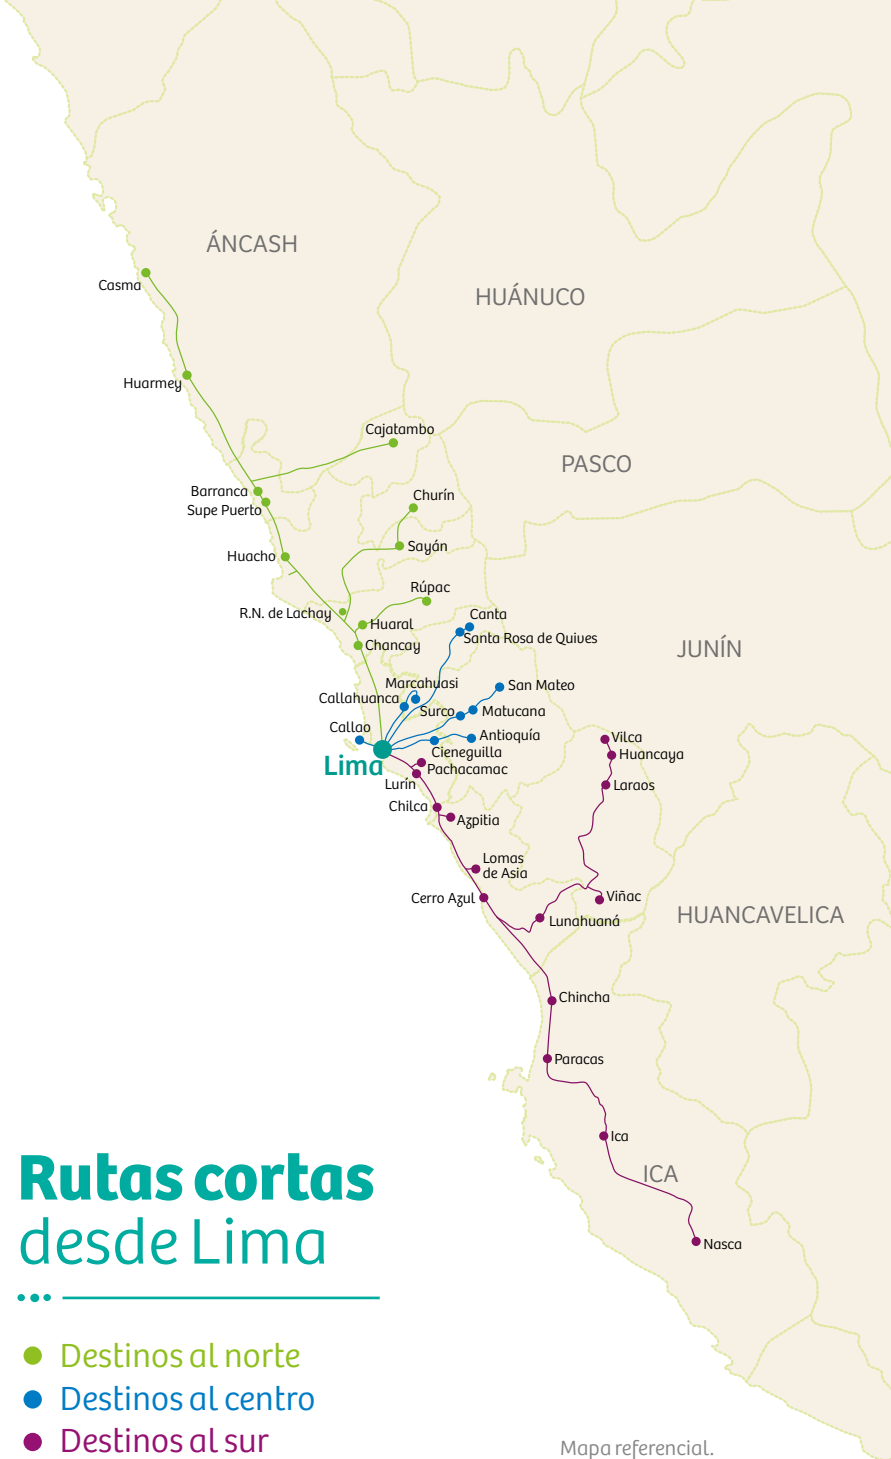 ÁNCASH
Casma
HUÁNUCO
Huarmey
Cajatambo
PASCO
Barranca
Supe Puerto
Churín
Sayán
Huacho
Rúpac
R.N. de Lachay
Huaral
Canta
Santa Rosa de Quives
Chancay
JUNÍN
Marcahuasi
San Mateo
Callahuanca
Surco
Matucana
Callao
Antioquía
Vilca
Cieneguilla
Huancaya
Lima
Pachacamac
Lurín
Laraos
Chilca
Azpitia
Lomas
de Asia
Cerro Azul
Viñac
Lunahuaná
HUANCAVELICA
Chincha
Paracas
Ica
ICA
Nasca
Rutas cortas
desde Lima
Destinos al norte
Destinos al centro
Destinos al sur
Mapa referencial.